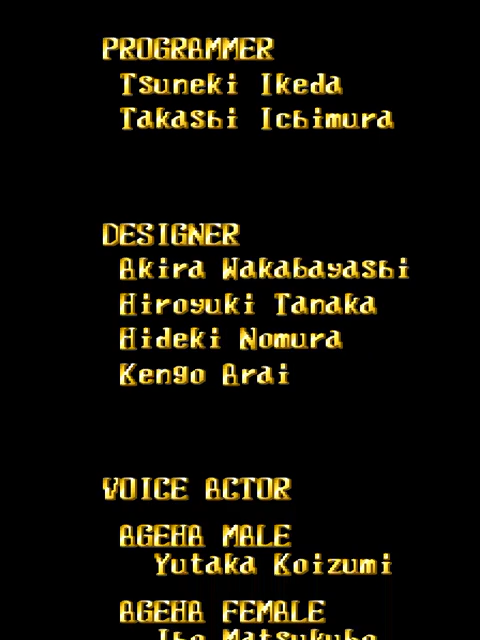 PROGRAMMER
Tsuneki Ikeda
Takashi Ichimura
DESIGNER
Akira Wakabayashi
Hiroyuki Tanaka
Hideki Nomura
Kengo Arai
VOICE ACTOR
AGEHA MALE
Yutaka Koizumi
AGEHA FEMALE